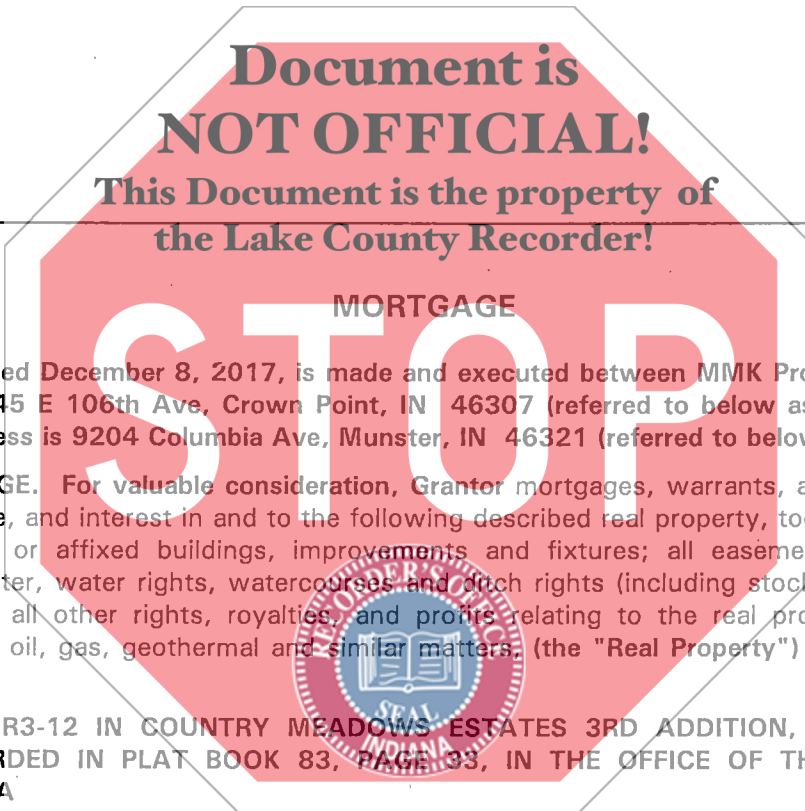 Document is
NOT OFFICIAL!
This Document is the property of
the Lake County Recorder!
STOP
MORTGAGE
ed December 8, 2017, is made and executed between MMK Pro
45 E 106th Ave, Crown Point, IN 46307 (referred to below as
ess is 9204 Columbia Ave, Munster, IN 46321 (referred to below
GE. For valuable consideration, Grantor mortgages, warrants, a
e, and interest in and to the following described real property, to
or affixed buildings, improvements and fixtures; all easeme
ter, water rights, watercourses and ditch rights (including stock
all other rights, royalties, and profits relating to the real pro
oil, gas, geothermal and similar matters, (the "Real Property")
RECORDER'S OFFICE
SEAL
INDIANA
R3-12 IN COUNTRY MEADOWS ESTATES 3RD ADDITION,
RDED IN PLAT BOOK 83, PAGE 33, IN THE OFFICE OF TH
A